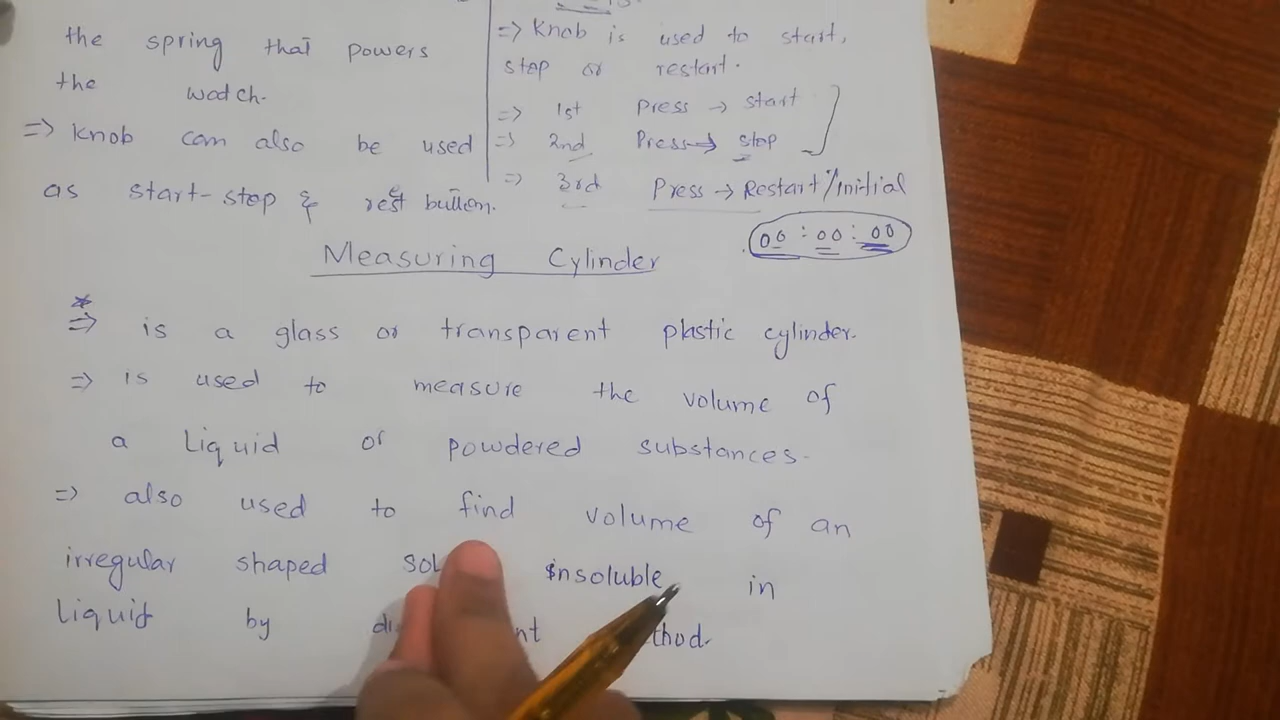 the spring that powers
the watch.
=> Knob can also be used
as start-stop & reset button.
=> Knob is used to start,
stop or restart.
=> 1st Press → start
=> 2nd Press → stop
=> 3rd Press → Restart/Initial
00 : 00 : 00
Measuring Cylinder
* => is a glass or transparent plastic cylinder.
=> is used to measure the volume of
a Liquid or powdered substances.
=> also used to find volume of an
irregular shaped insoluble in
Liquid by